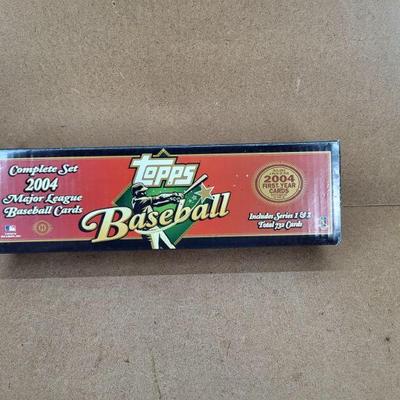 Complete Set
2004
Major League
Baseball Cards
Topps
Baseball
2004
FIRST YEAR
CARDS
Includes Series 1 & 2
Total 732 Cards